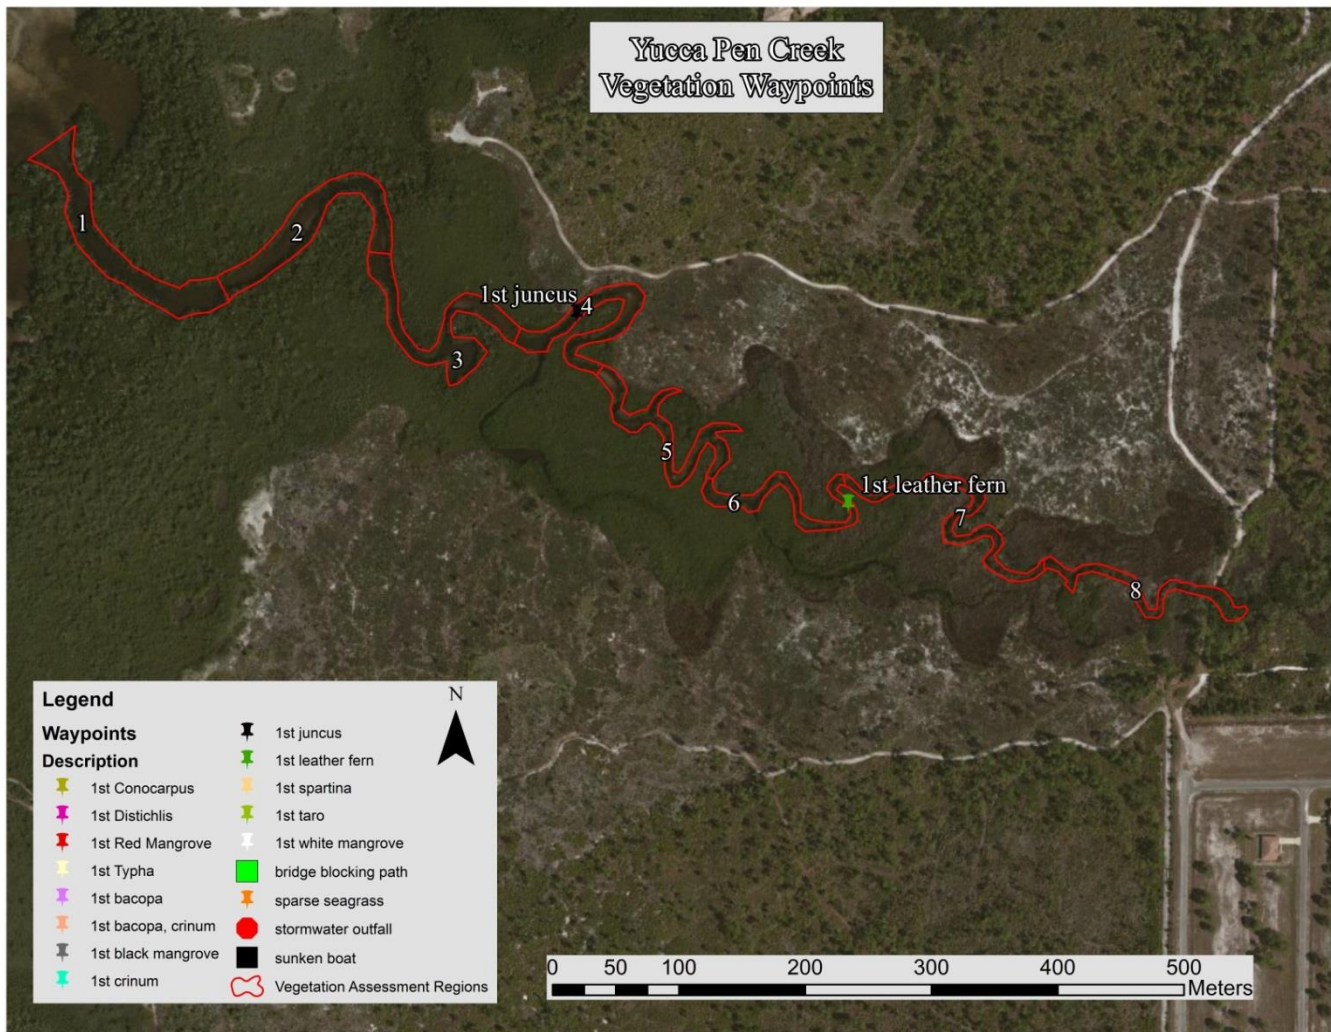 Yucca Pen Creek
Vegetation Waypoints
1
2
1st juncus
4
3
5
6
1st leather fern
7
8
Legend
Waypoints
Description
1st Conocarpus
1st Distichlis
1st Red Mangrove
1st Typha
1st bacopa
1st bacopa, crinum
1st black mangrove
1st crinum
1st juncus
1st leather fern
1st spartina
1st taro
1st white mangrove
bridge blocking path
sparse seagrass
stormwater outfall
sunken boat
Vegetation Assessment Regions
N
0 50 100 200 300 400 500
Meters